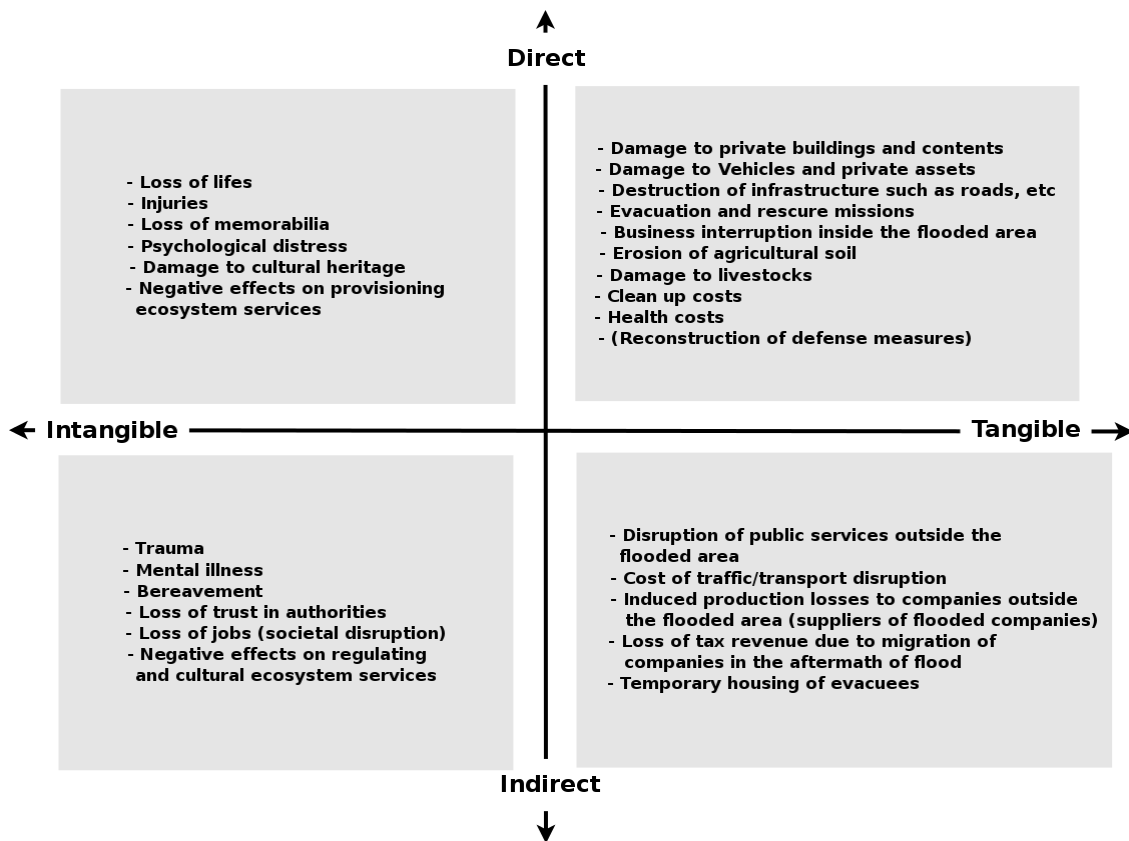 Direct
- Loss of lifes
- Injuries
- Loss of memorabilia
- Psychological distress
- Damage to cultural heritage
- Negative effects on provisioning
ecosystem services
- Damage to private buildings and contents
- Damage to Vehicles and private assets
- Destruction of infrastructure such as roads, etc
- Evacuation and rescure missions
- Business interruption inside the flooded area
- Erosion of agricultural soil
- Damage to livestocks
- Clean up costs
- Health costs
- (Reconstruction of defense measures)
Intangible
Tangible
- Trauma
- Mental illness
- Bereavement
- Loss of trust in authorities
- Loss of jobs (societal disruption)
- Negative effects on regulating
and cultural ecosystem services
- Disruption of public services outside the
flooded area
- Cost of traffic/transport disruption
- Induced production losses to companies outside
the flooded area (suppliers of flooded companies)
- Loss of tax revenue due to migration of
companies in the aftermath of flood
- Temporary housing of evacuees
Indirect